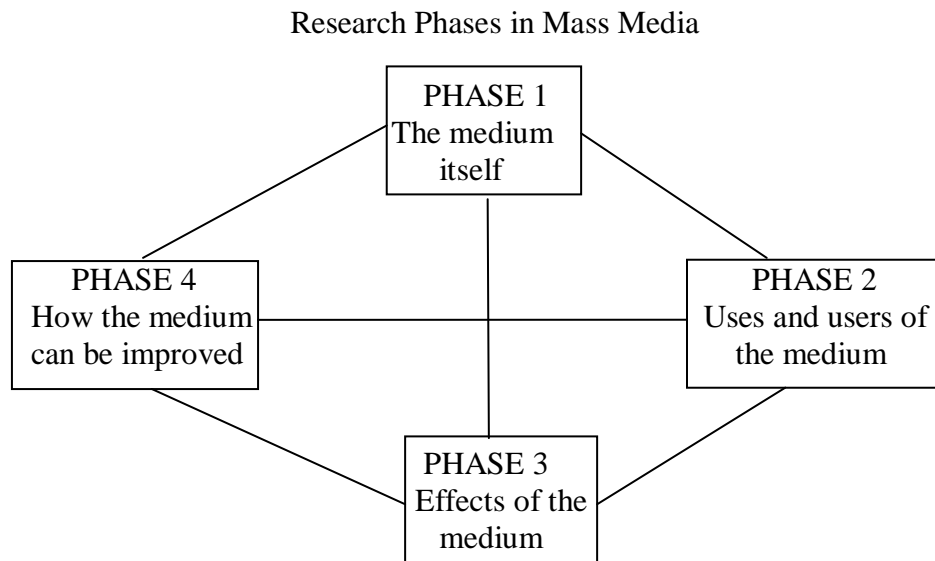 Research Phases in Mass Media
PHASE 1
The medium
itself
PHASE 4
How the medium
can be improved
PHASE 2
Uses and users of
the medium
PHASE 3
Effects of the
medium